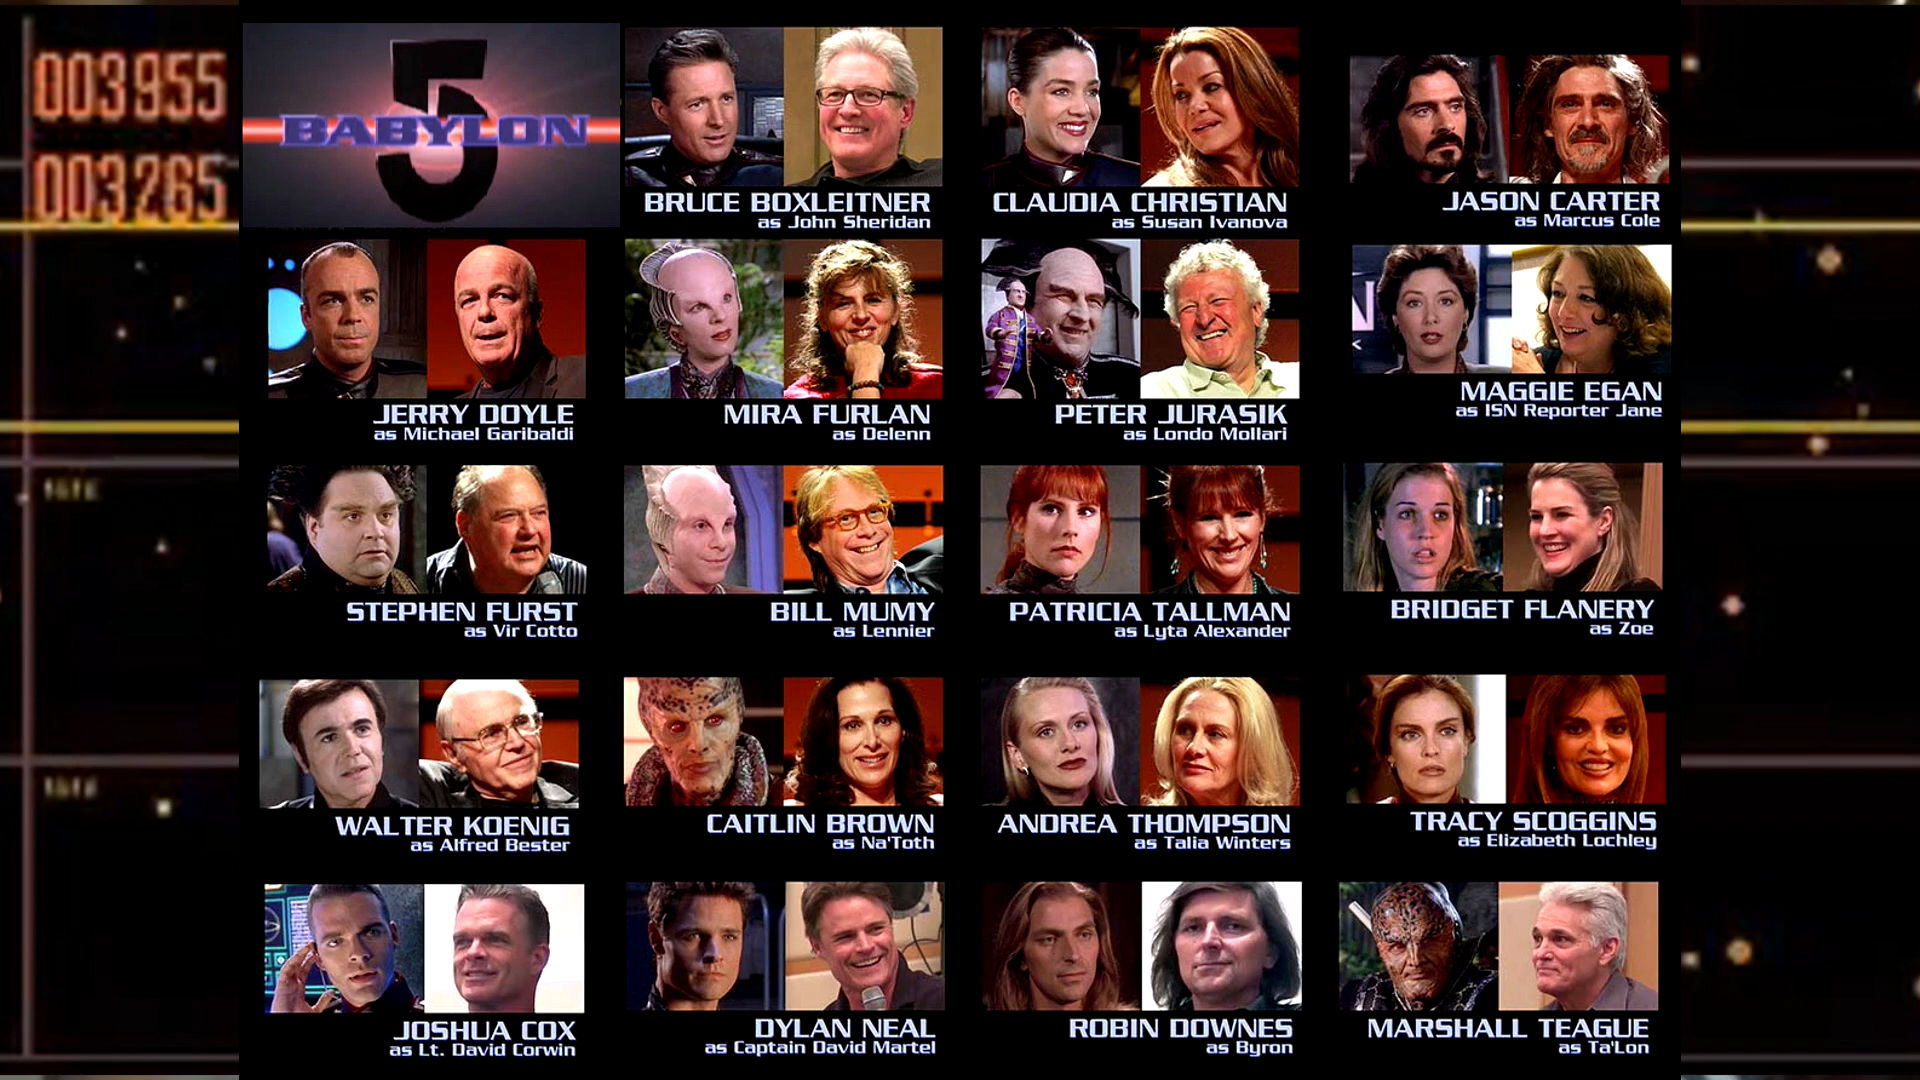 003955
003265
BABYLON
5
BRUCE BOXLEITNER
as John Sheridan
CLAUDIA CHRISTIAN
as Susan Ivanova
JASON CARTER
as Marcus Cole
JERRY DOYLE
as Michael Garibaldi
MIRA FURLAN
as Delenn
PETER JURASIK
as Londo Mollari
N
MAGGIE EGAN
as ISN Reporter Jane
STEPHEN FURST
as Vir Cotto
BILL MUMY
as Lennier
PATRICIA TALLMAN
as Lyta Alexander
BRIDGET FLANERY
as Zoe
WALTER KOENIG
as Alfred Bester
CAITLIN BROWN
as Na'Toth
ANDREA THOMPSON
as Talia Winters
TRACY SCOGGINS
as Elizabeth Lochley
JOSHUA COX
as Lt. David Corwin
DYLAN NEAL
as Captain David Martel
ROBIN DOWNES
as Byron
MARSHALL TEAGUE
as Ta'Lon